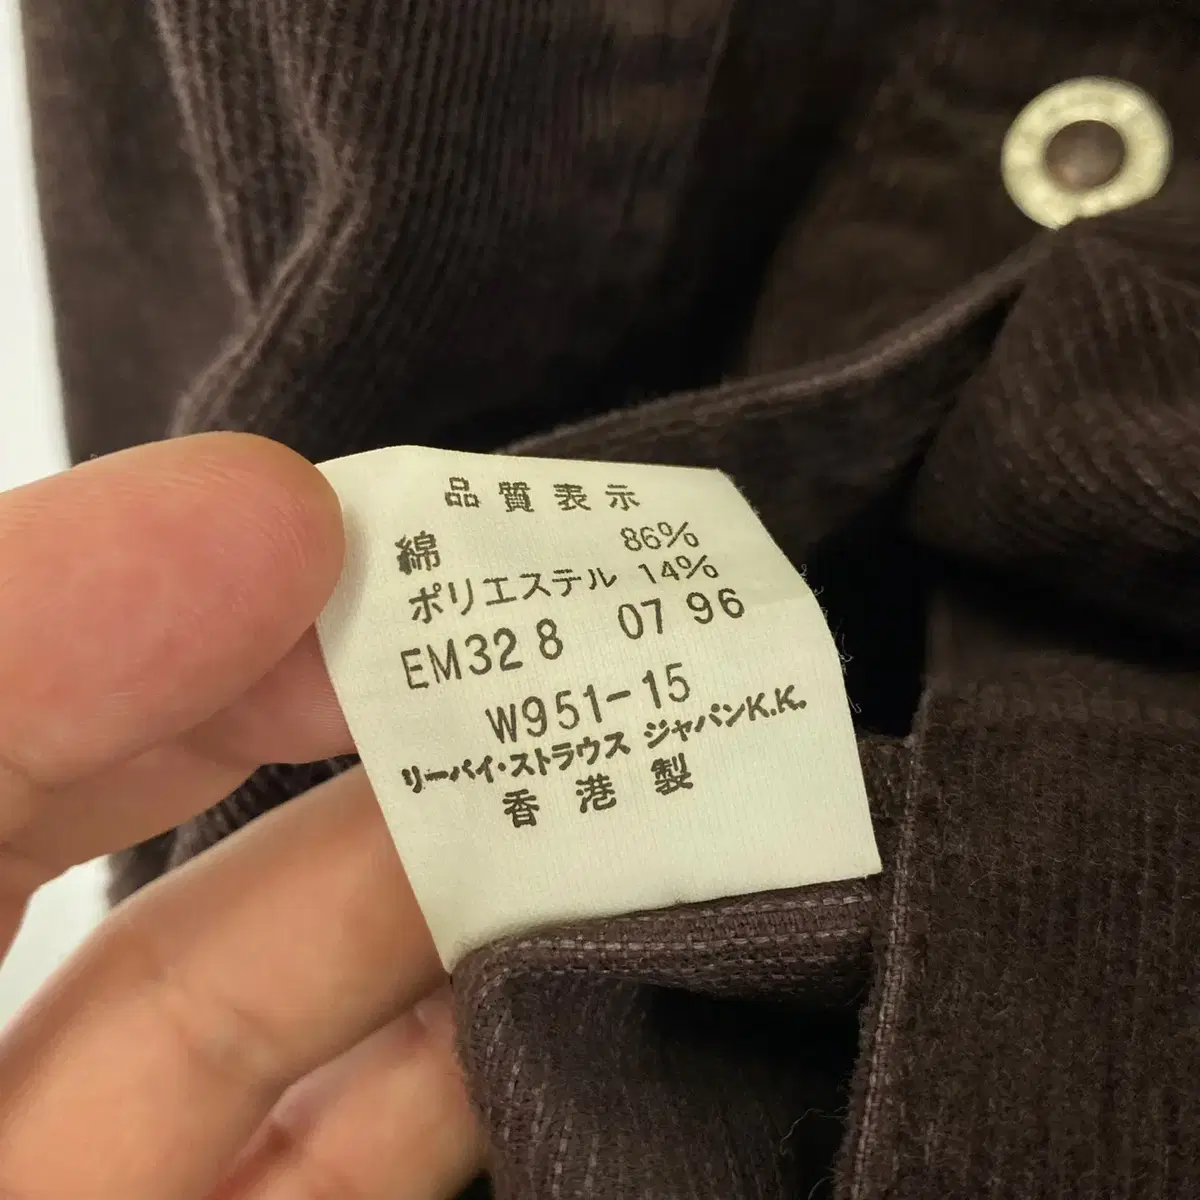 品質表示
綿 86%
ポリエステル 14%
EM32 8 07 96
W951-15
リーバイ・ストラウス ジャパンK.K.
香港製